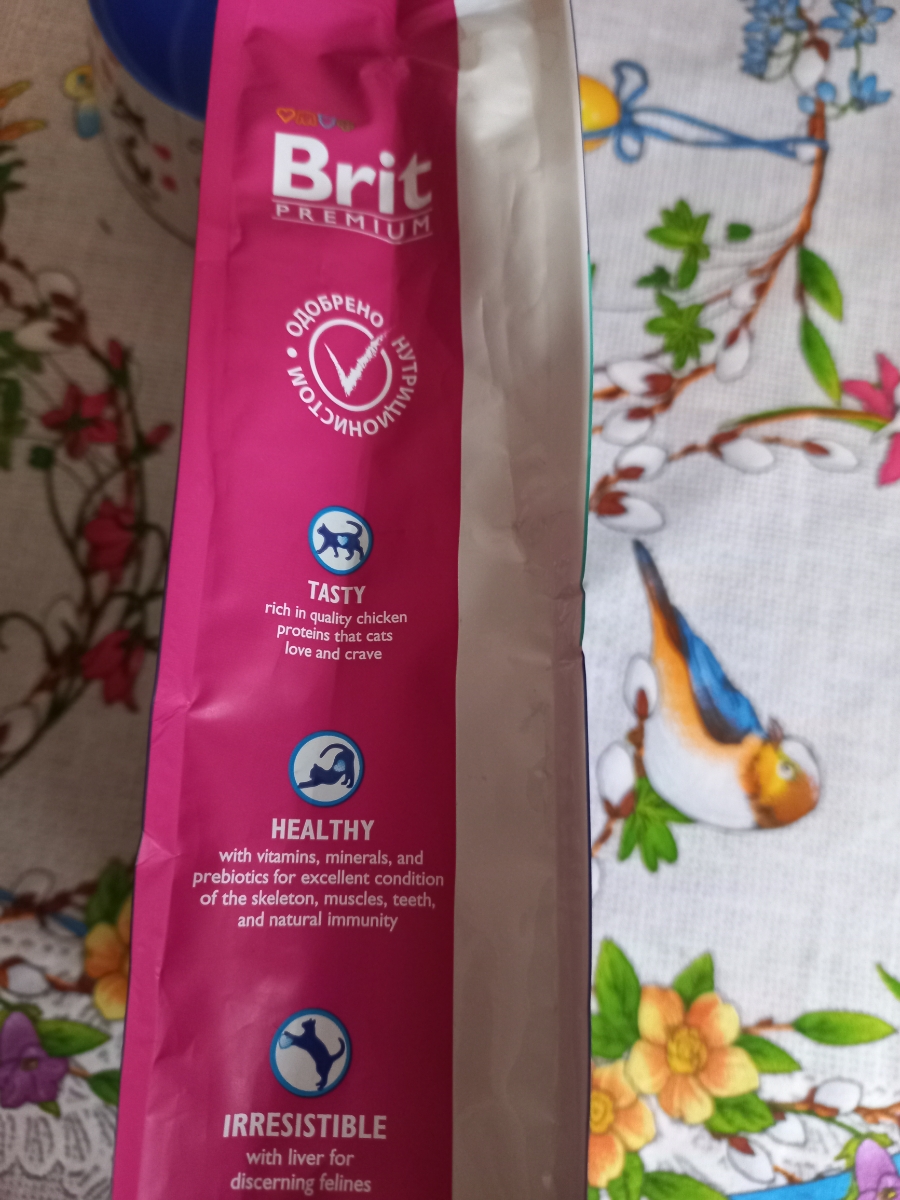 Brit
PREMIUM
ОДОБРЕНО НУТРИЦИОНИСТОМ •
TASTY
rich in quality chicken
proteins that cats
love and crave
HEALTHY
with vitamins, minerals, and
prebiotics for excellent condition
of the skeleton, muscles, teeth,
and natural immunity
IRRESISTIBLE
with liver for
discerning felines